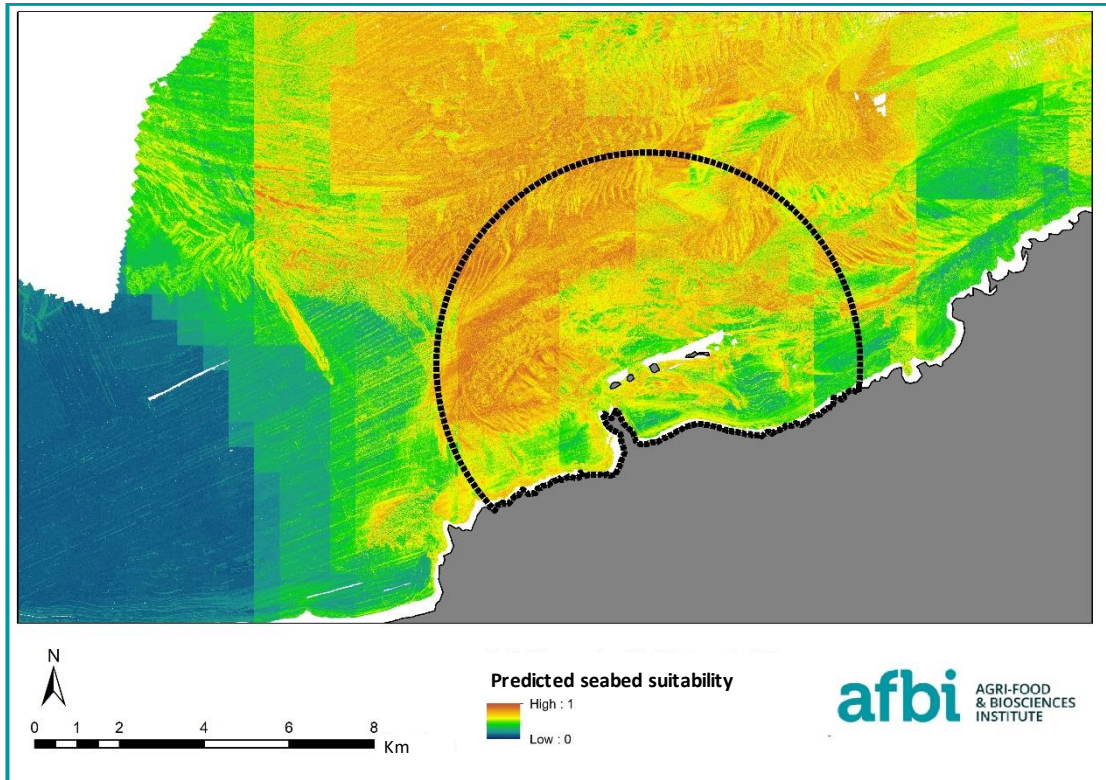 N
0 1 2 4 6 8
Km
Predicted seabed suitability
High : 1
Low : 0
afbi
AGRI-FOOD
& BIOSCIENCES
INSTITUTE